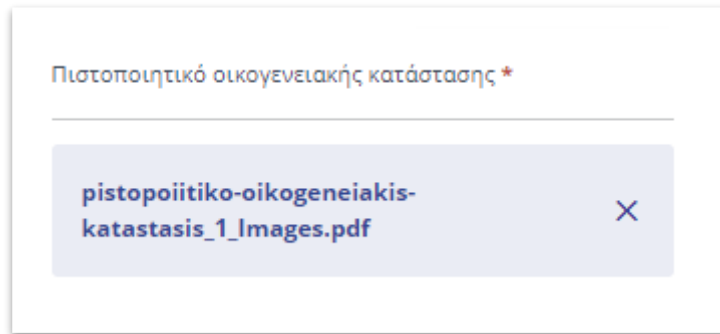 Πιστοποιητικό οικογενειακής κατάστασης *
pistopoiitiko-oikogeneiakis-
katastasis_1_Images.pdf